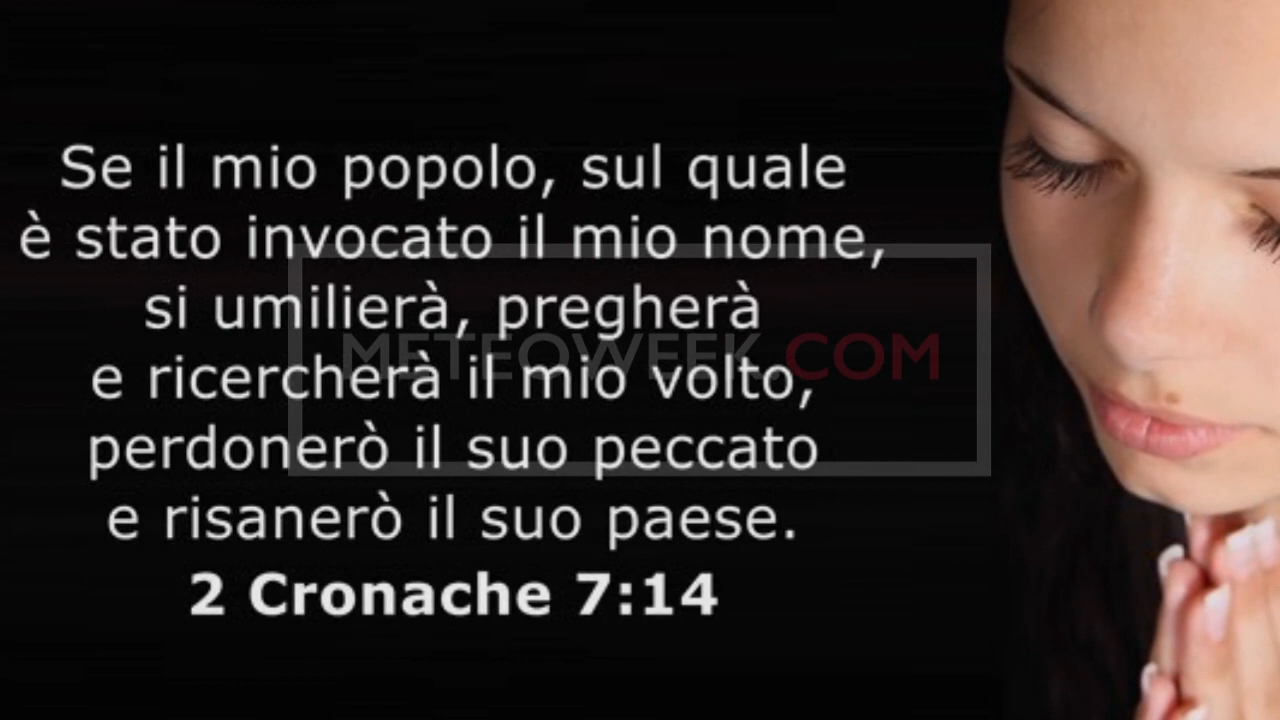 Se il mio popolo, sul quale
è stato invocato il mio nome,
si umilierà, pregherà
METEOWEEK.COM
e ricercherà il mio volto,
perdonerò il suo peccato
e risanerò il suo paese.
2 Cronache 7:14